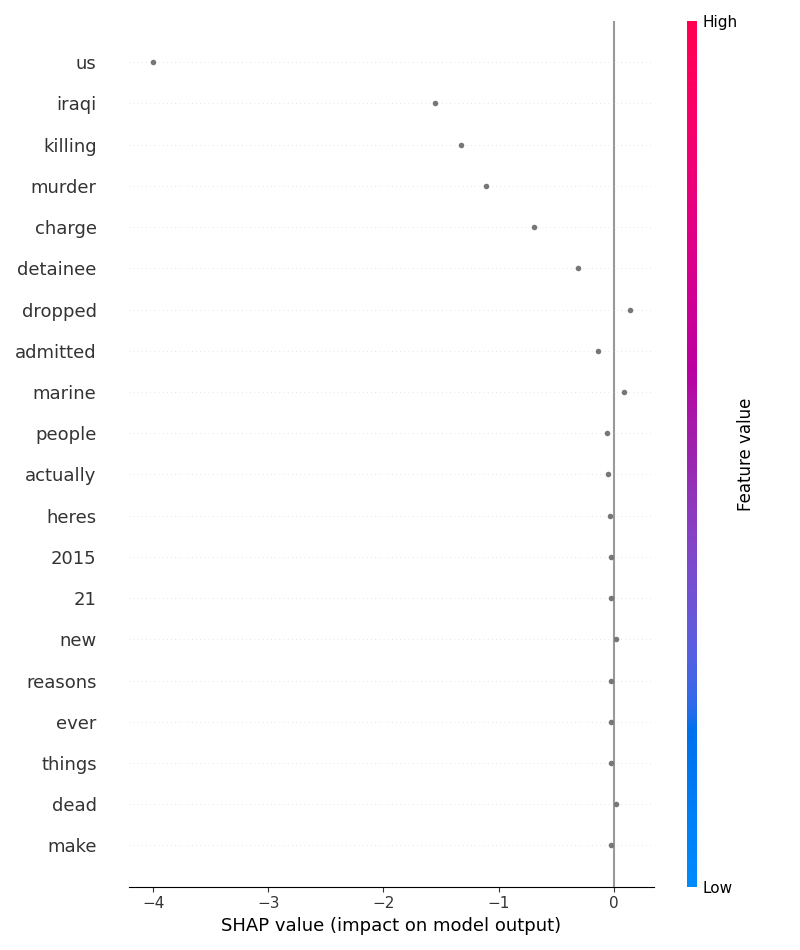 High
us
iraqi
killing
murder
charge
detainee
dropped
admitted
marine
people
actually
heres
2015
21
new
reasons
ever
things
dead
make
Feature value
Low
−4 −3 −2 −1 0
SHAP value (impact on model output)